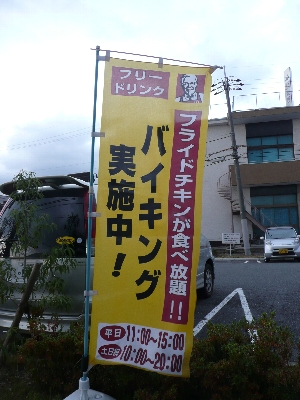 フリー
ドリンク
フライドチキンが食べ放題!!
バイキング
実施中!
平日 11:00~15:00
土日祝 10:00~20:00